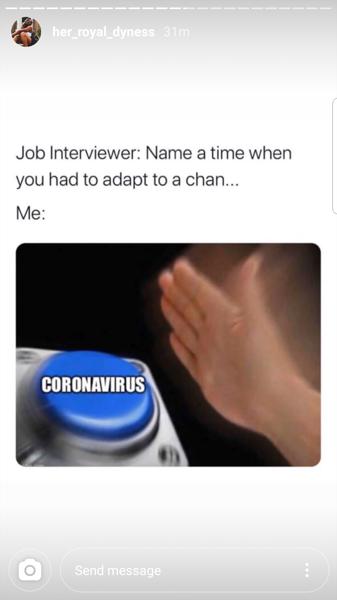 her_royal_dyness 31m
Job Interviewer: Name a time when
you had to adapt to a chan...
Me:
CORONAVIRUS
Send message